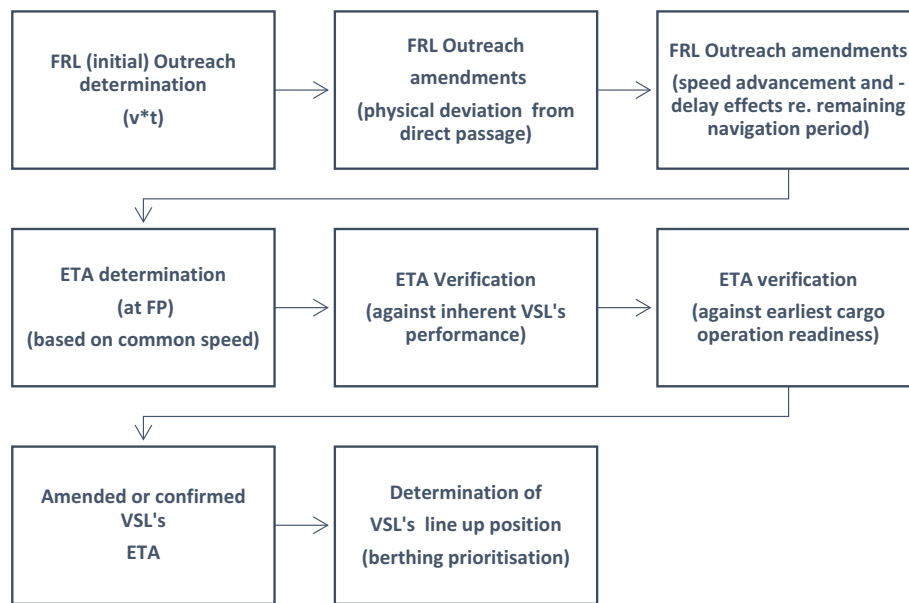 FRL (initial) Outreach
determination
(v*t)
FRL Outreach
amendments
(physical deviation from
direct passage)
FRL Outreach amendments
(speed advancement and -
delay effects re. remaining
navigation period)
ETA determination
(at FP)
(based on common speed)
ETA Verification
(against inherent VSL's
performance)
ETA verification
(against earliest cargo
operation readiness)
Amended or confirmed
VSL's
ETA
Determination of
VSL's line up position
(berthing prioritisation)